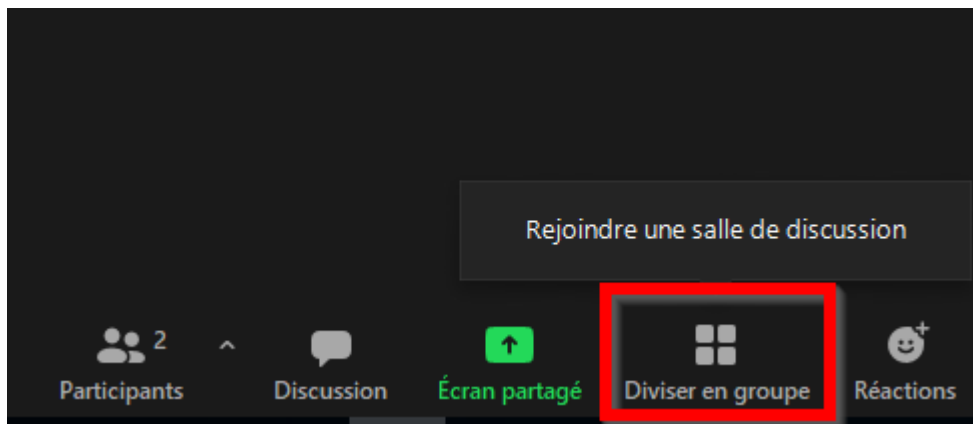 Rejoindre une salle de discussion
2
Participants
Discussion
Écran partagé
Diviser en groupe
Réactions